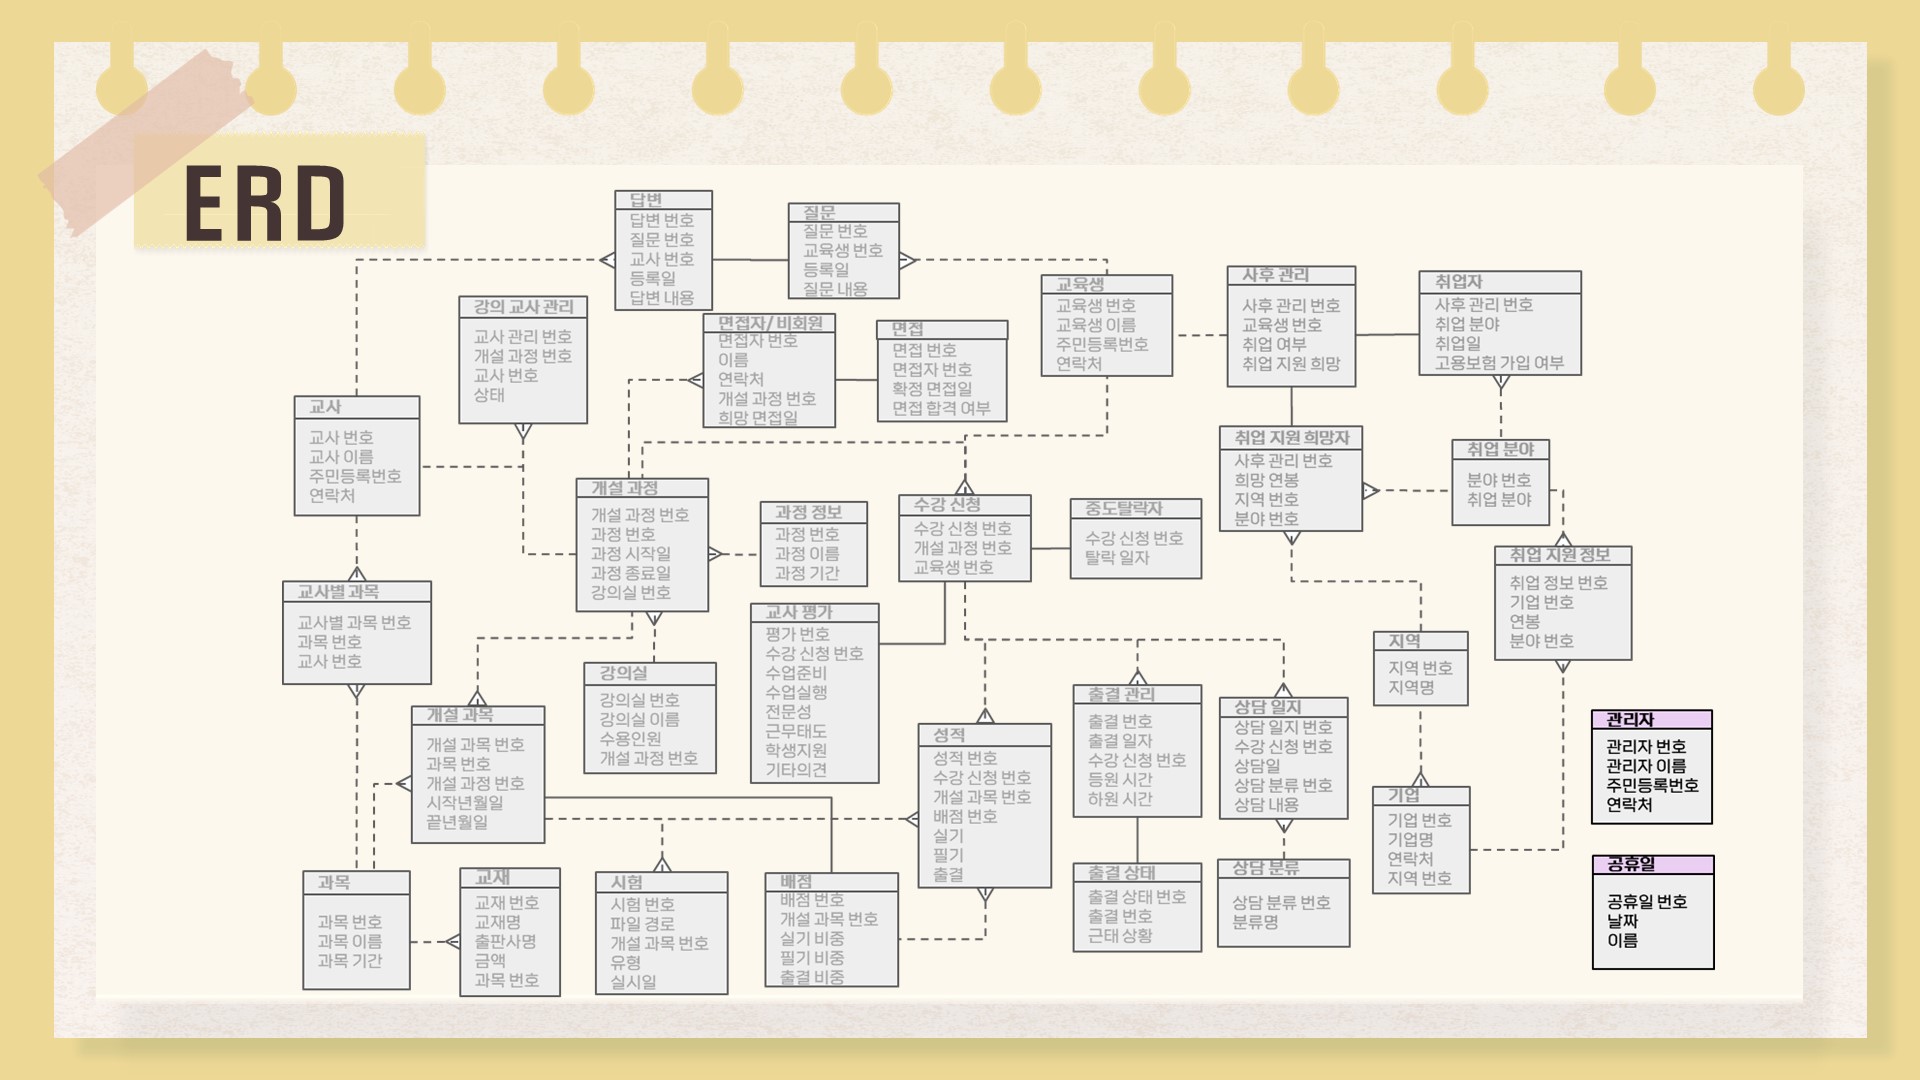 ERD
답변
답변 번호
질문 번호
교사 번호
등록일
답변 내용
질문
질문 번호
교육생 번호
등록일
질문 내용
교육생
교육생 번호
교육생 이름
주민등록번호
연락처
사후 관리
사후 관리 번호
교육생 번호
취업 여부
취업 지원 희망
취업자
사후 관리 번호
취업 분야
취업일
고용보험 가입 여부
강의 교사 관리
교사 관리 번호
개설 과정 번호
교사 번호
상태
면접자/ 비회원
면접자 번호
이름
연락처
개설 과정 번호
희망 면접일
면접
면접 번호
면접자 번호
확정 면접일
면접 합격 여부
교사
교사 번호
교사 이름
주민등록번호
연락처
개설 과정
개설 과정 번호
과정 번호
과정 시작일
과정 종료일
강의실 번호
과정 정보
과정 번호
과정 이름
과정 기간
수강 신청
수강 신청 번호
개설 과정 번호
교육생 번호
중도탈락자
수강 신청 번호
탈락 일자
취업 지원 희망자
사후 관리 번호
희망 연봉
지역 번호
분야 번호
취업 분야
분야 번호
취업 분야
취업 지원 정보
취업 정보 번호
기업 번호
연봉
분야 번호
교사별 과목
교사별 과목 번호
과목 번호
교사 번호
교사 평가
평가 번호
수강 신청 번호
수업준비
수업실행
전문성
근무태도
학생지원
기타의견
강의실
강의실 번호
강의실 이름
수용인원
개설 과정 번호
지역
지역 번호
지역명
개설 과목
개설 과목 번호
과목 번호
개설 과정 번호
시작년월일
끝년월일
성적
성적 번호
수강 신청 번호
개설 과목 번호
배점 번호
실기
필기
출결
출결 관리
출결 번호
출결 일자
수강 신청 번호
등원 시간
하원 시간
상담 일지
상담 일지 번호
수강 신청 번호
상담일
상담 분류 번호
상담 내용
관리자
관리자 번호
관리자 이름
주민등록번호
연락처
기업
기업 번호
기업명
연락처
지역 번호
과목
과목 번호
과목 이름
과목 기간
교재
교재 번호
교재명
출판사명
금액
과목 번호
시험
시험 번호
파일 경로
개설 과목 번호
유형
실시일
배점
배점 번호
개설 과목 번호
실기 비중
필기 비중
출결 비중
출결 상태
출결 상태 번호
출결 번호
근태 상황
상담 분류
상담 분류 번호
분류명
공휴일
공휴일 번호
날짜
이름